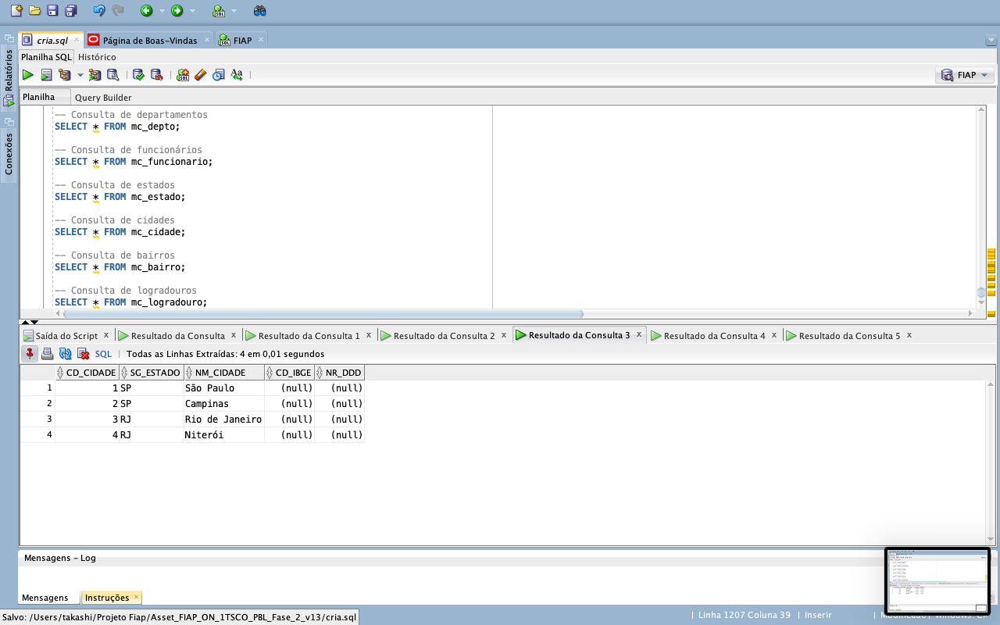 cria.sql
Página de Boas-Vindas
FIAP
Planilha SQL Histórico
FIAP
Planilha Query Builder
Relatórios
Conexões
-- Consulta de departamentos
SELECT * FROM mc_depto;
-- Consulta de funcionários
SELECT * FROM mc_funcionario;
-- Consulta de estados
SELECT * FROM mc_estado;
-- Consulta de cidades
SELECT * FROM mc_cidade;
-- Consulta de bairros
SELECT * FROM mc_bairro;
-- Consulta de logradouros
SELECT * FROM mc_logradouro;
Saída do Script x Resultado da Consulta x Resultado da Consulta 1 x Resultado da Consulta 2 x Resultado da Consulta 3 x Resultado da Consulta 4 x Resultado da Consulta 5 x
SQL | Todas as Linhas Extraídas: 4 em 0,01 segundos
CD_CIDADE SG_ESTADO NM_CIDADE CD_IBGE NR_DDD
1 1 SP São Paulo (null) (null)
2 2 SP Campinas (null) (null)
3 3 RJ Rio de Janeiro (null) (null)
4 4 RJ Niterói (null) (null)
Mensagens - Log
Mensagens Instruções
Salvo: /Users/takashi/Projeto Fiap/Asset_FIAP_ON_1TSCO_PBL_Fase_2_v13/cria.sql
| Linha 1207 Coluna 39 | Inserir